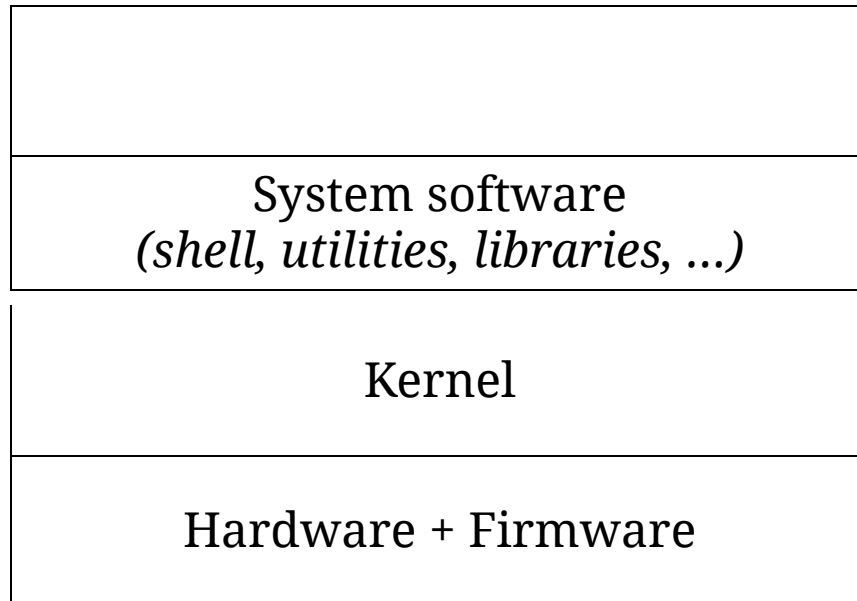 System software
(shell, utilities, libraries, …)
Kernel
Hardware + Firmware